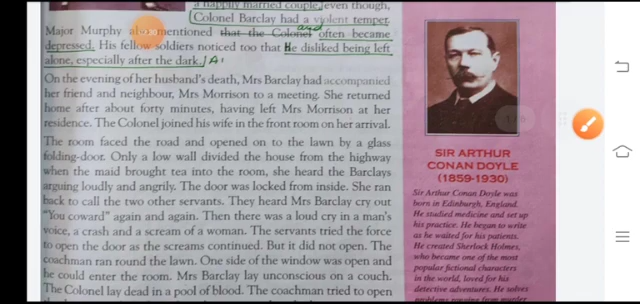 a happily married couple, even though,
Colonel Barclay had a violent temper.
Major Murphy also mentioned that the Colonel and often became
depressed. His fellow soldiers noticed too that He disliked being left
alone, especially after the dark. A
On the evening of her husband's death, Mrs Barclay had accompanied
her friend and neighbour, Mrs Morrison to a meeting. She returned
home after about forty minutes, having left Mrs Morrison at her
residence. The Colonel joined his wife in the front room on her arrival.
The room faced the road and opened on to the lawn by a glass
folding-door. Only a low wall divided the house from the highway
when the maid brought tea into the room, she heard the Barclays
arguing loudly and angrily. The door was locked from inside. She ran
back to call the two other servants. They heard Mrs Barclay cry out
"You coward" again and again. Then there was a loud cry in a man's
voice, a crash and a scream of a woman. The servants tried the force
to open the door as the screams continued. But it did not open. The
coachman ran round the lawn. One side of the window was open and
he could enter the room. Mrs Barclay lay unconscious on a couch.
The Colonel lay dead in a pool of blood. The coachman tried to open
SIR ARTHUR
CONAN DOYLE
(1859-1930)
Sir Arthur Conan Doyle was
born in Edinburgh, England.
He studied medicine and set up
his practice. He began to write
as he waited for his patients.
He created Sherlock Holmes,
who became one of the most
popular fictional characters
in the world, loved for his
detective adventures. He solves
problems ranging from murder